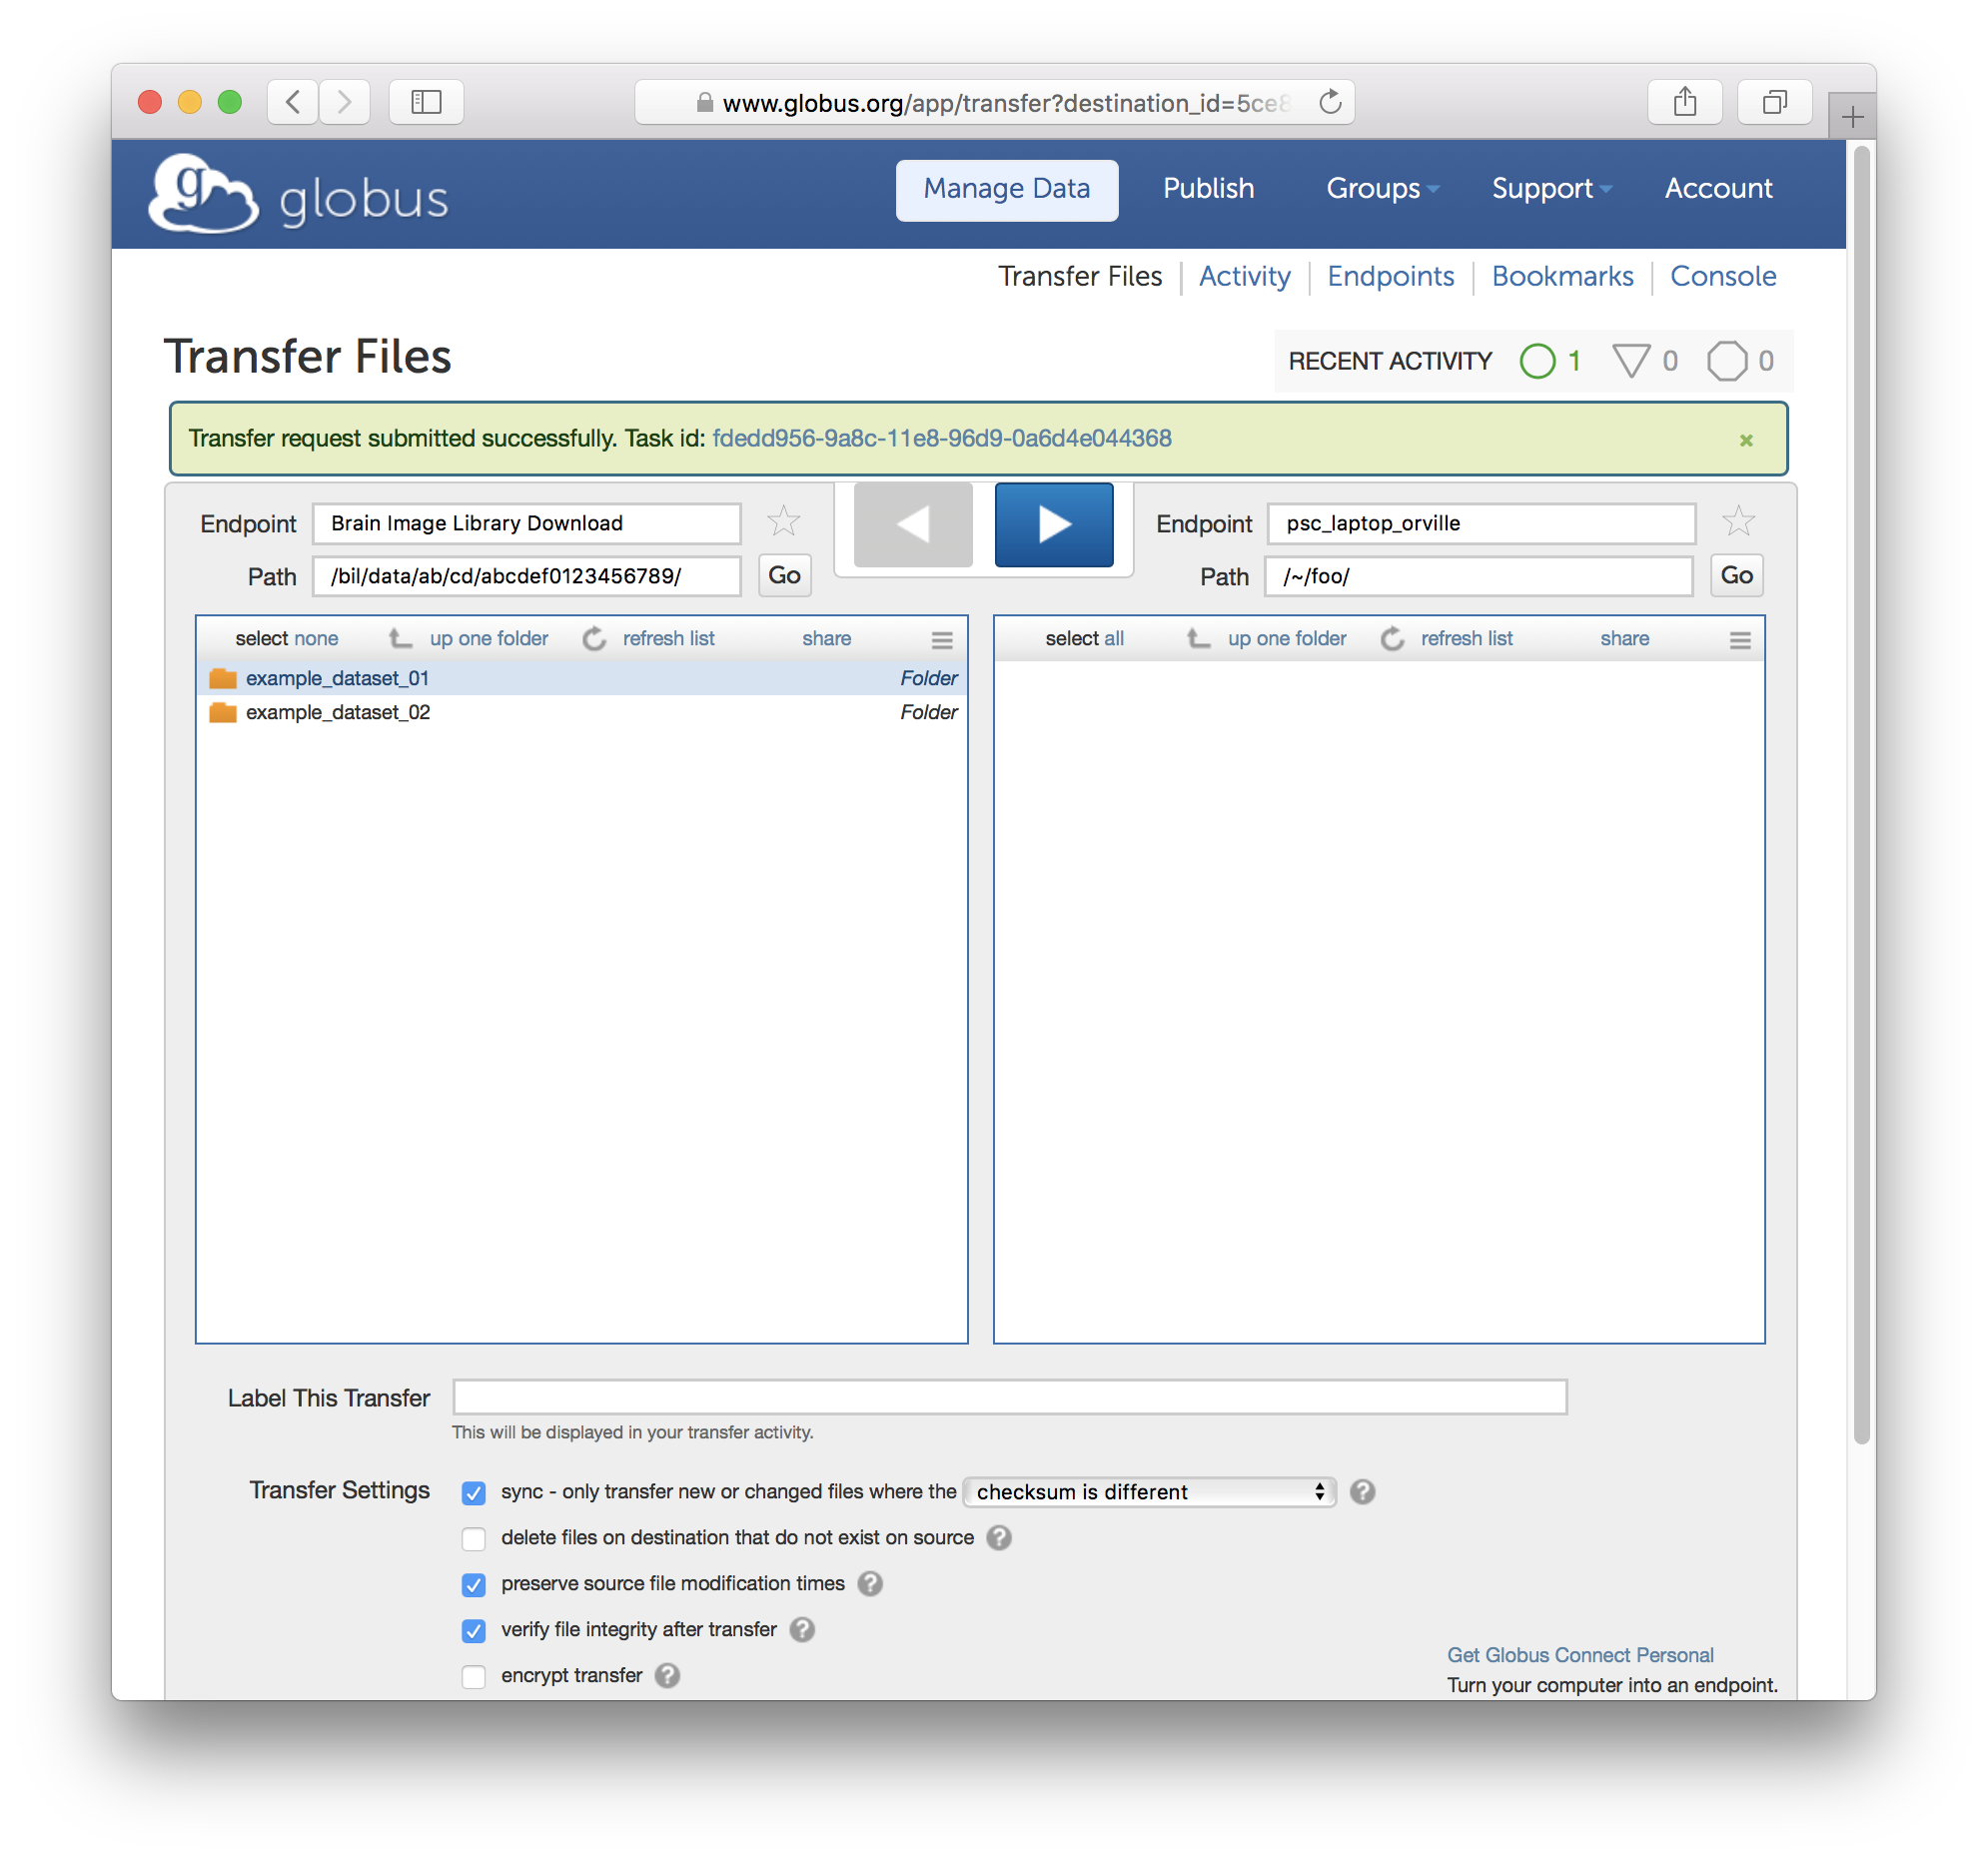 www.globus.org/app/transfer?destination_id=5ce8
globus
Manage Data Publish Groups Support Account
Transfer Files Activity Endpoints Bookmarks Console
Transfer Files
RECENT ACTIVITY 1 0 0
Transfer request submitted successfully. Task id: fdedd956-9a8c-11e8-96d9-0a6d4e044368
Endpoint Brain Image Library Download
Path /bil/data/ab/cd/abcdef0123456789/ Go
Endpoint psc_laptop_orville
Path /~/foo/ Go
select none up one folder refresh list share
example_dataset_01 Folder
example_dataset_02 Folder
select all up one folder refresh list share
Label This Transfer
This will be displayed in your transfer activity.
Transfer Settings sync - only transfer new or changed files where the checksum is different ?
delete files on destination that do not exist on source ?
preserve source file modification times ?
verify file integrity after transfer ?
encrypt transfer ?
Get Globus Connect Personal
Turn your computer into an endpoint.